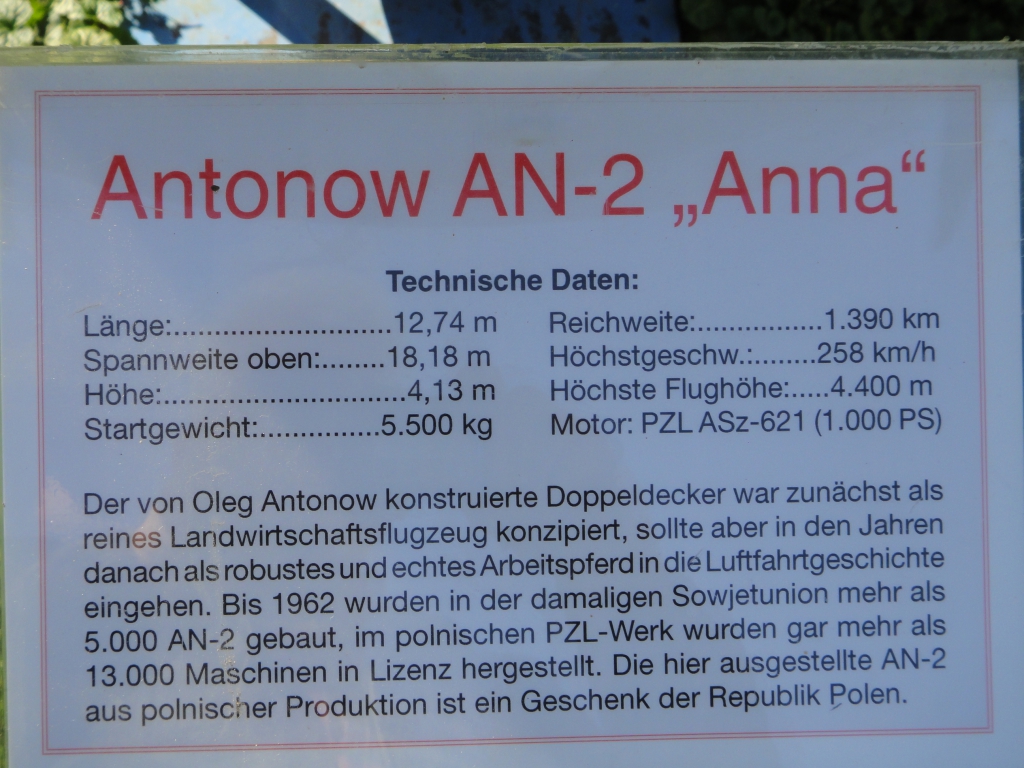 Antonow AN-2 „Anna“
Technische Daten:
Länge:...........................12,74 m
Spannweite oben:........18,18 m
Höhe:..............................4,13 m
Startgewicht:...............5.500 kg
Reichweite:................1.390 km
Höchstgeschw.:........258 km/h
Höchste Flughöhe:.....4.400 m
Motor: PZL ASz-621 (1.000 PS)
Der von Oleg Antonow konstruierte Doppeldecker war zunächst als
reines Landwirtschaftsflugzeug konzipiert, sollte aber in den Jahren
danach als robustes und echtes Arbeitspferd in die Luftfahrtgeschichte
eingehen. Bis 1962 wurden in der damaligen Sowjetunion mehr als
5.000 AN-2 gebaut, im polnischen PZL-Werk wurden gar mehr als
13.000 Maschinen in Lizenz hergestellt. Die hier ausgestellte AN-2
aus polnischer Produktion ist ein Geschenk der Republik Polen.